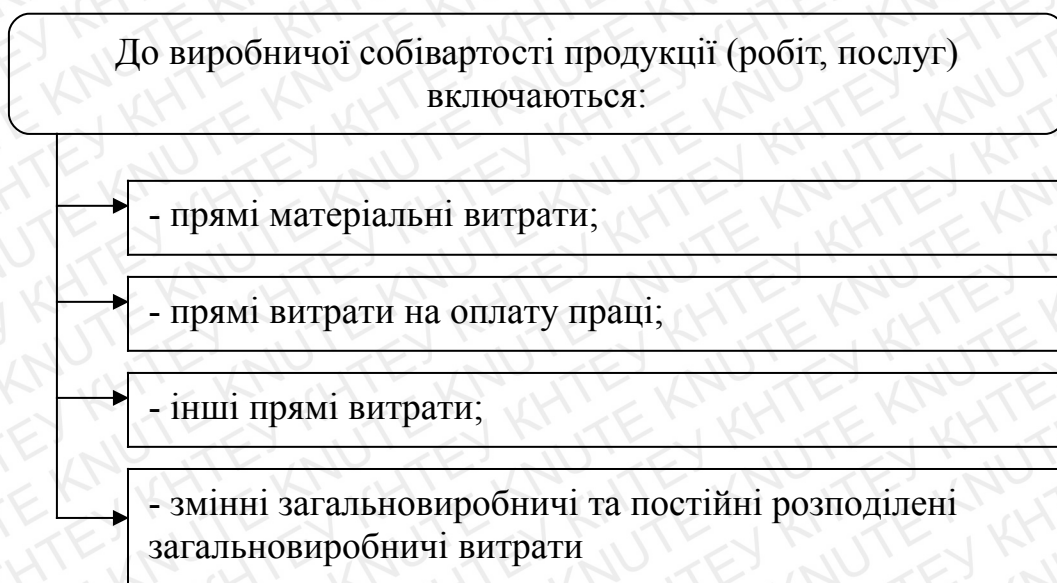 До виробничої собівартості продукції (робіт, послуг)
включаються:
- прямі матеріальні витрати;
- прямі витрати на оплату праці;
- інші прямі витрати;
- змінні загальновиробничі та постійні розподілені
загальновиробничі витрати